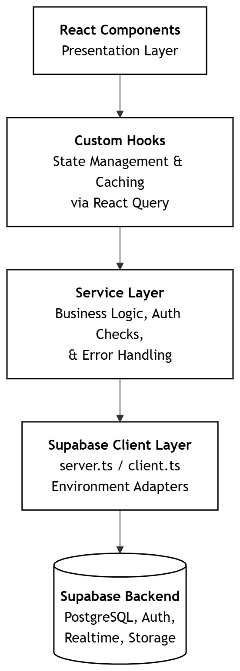 React Components
Presentation Layer
Custom Hooks
State Management &
Caching
via React Query
Service Layer
Business Logic, Auth
Checks,
& Error Handling
Supabase Client Layer
server.ts / client.ts
Environment Adapters
Supabase Backend
PostgreSQL, Auth,
Realtime, Storage